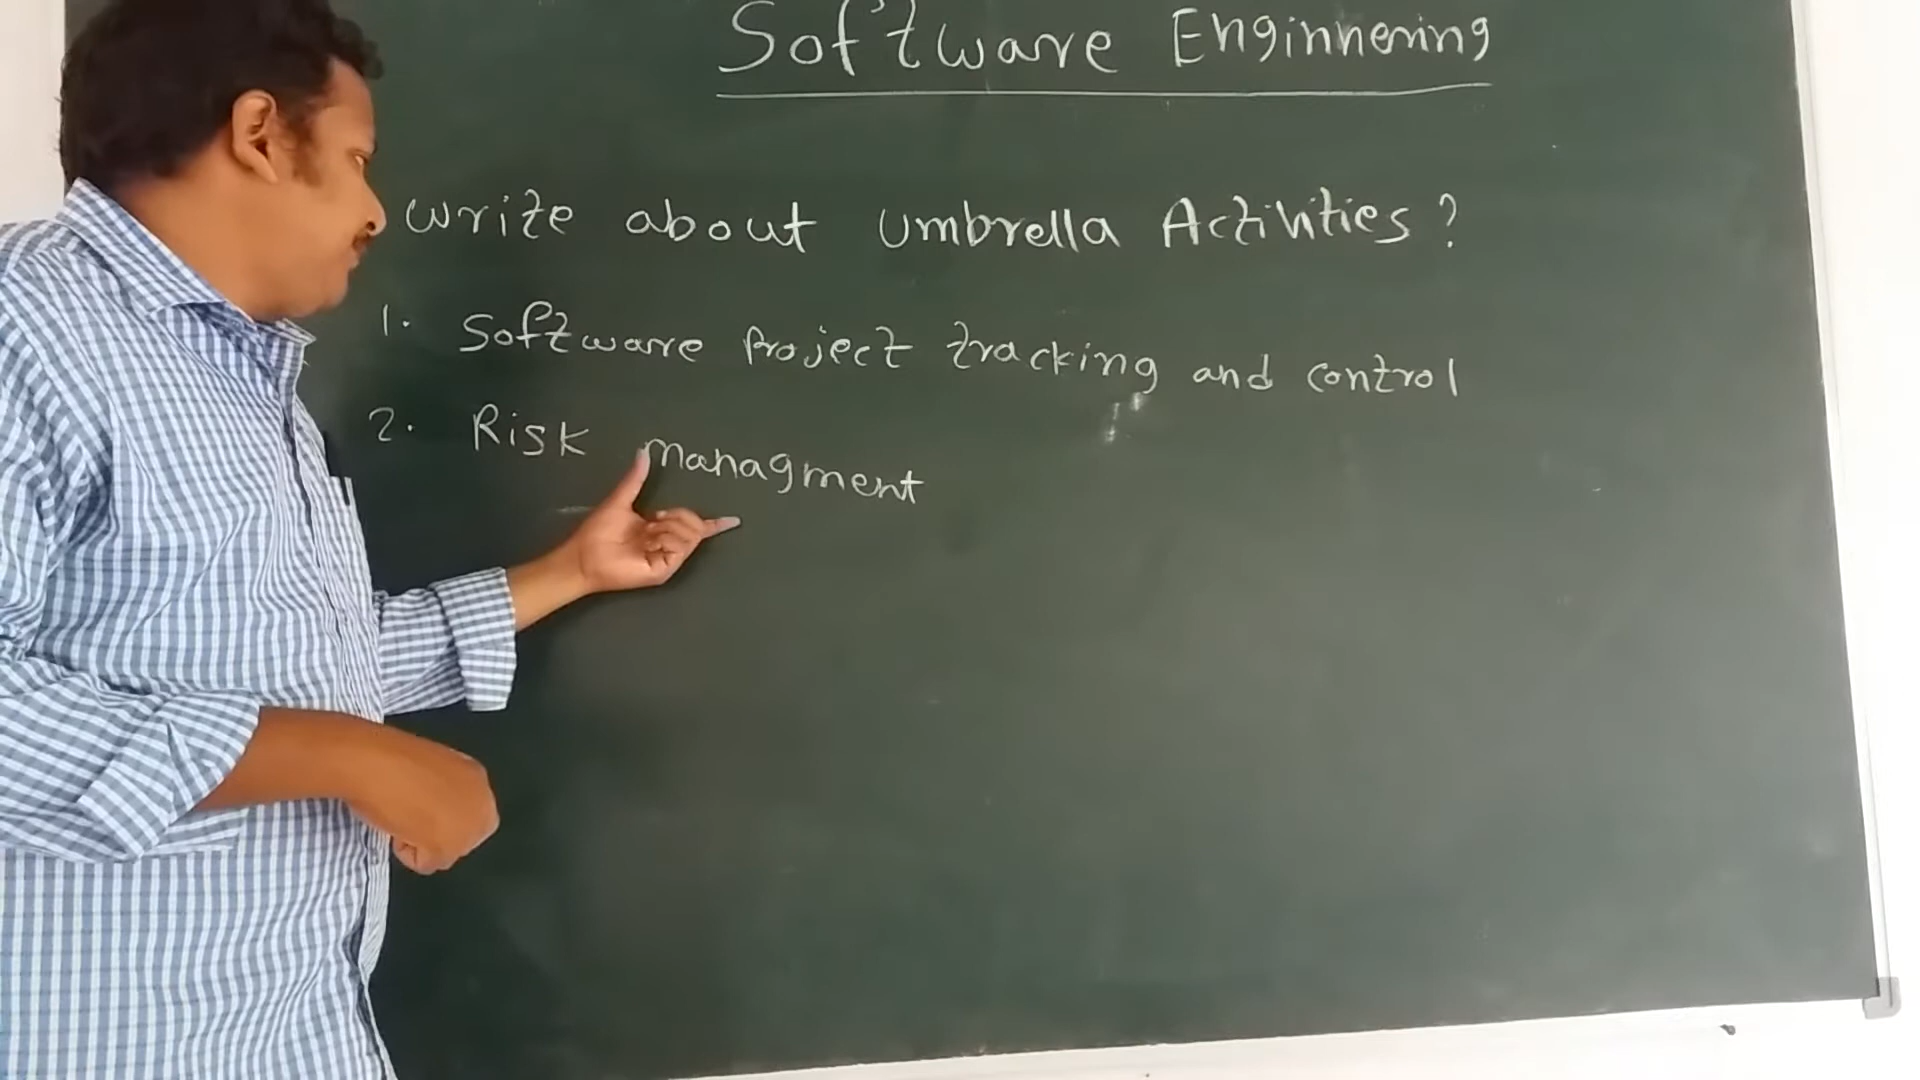 Software Enginnering
write about Umbrella Activities?
1. Software Project tracking and control
2. Risk managment